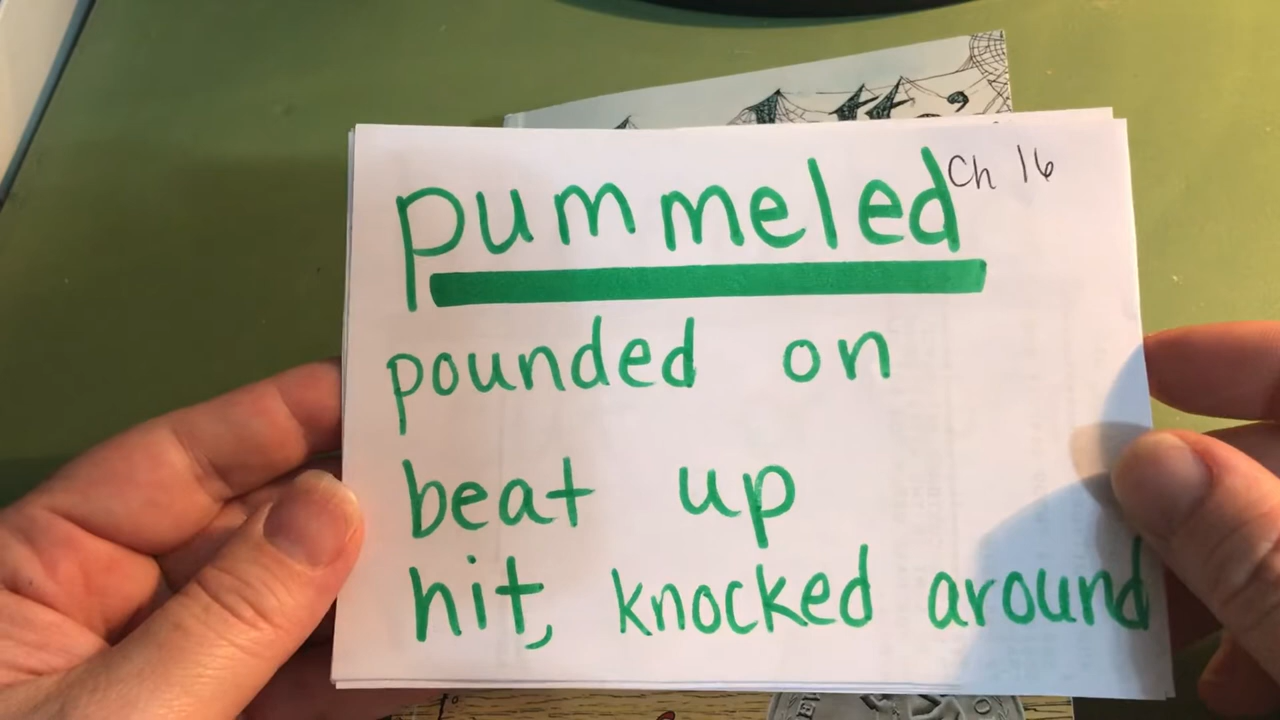 pummeled Ch 16
pounded on
beat up
hit, knocked around